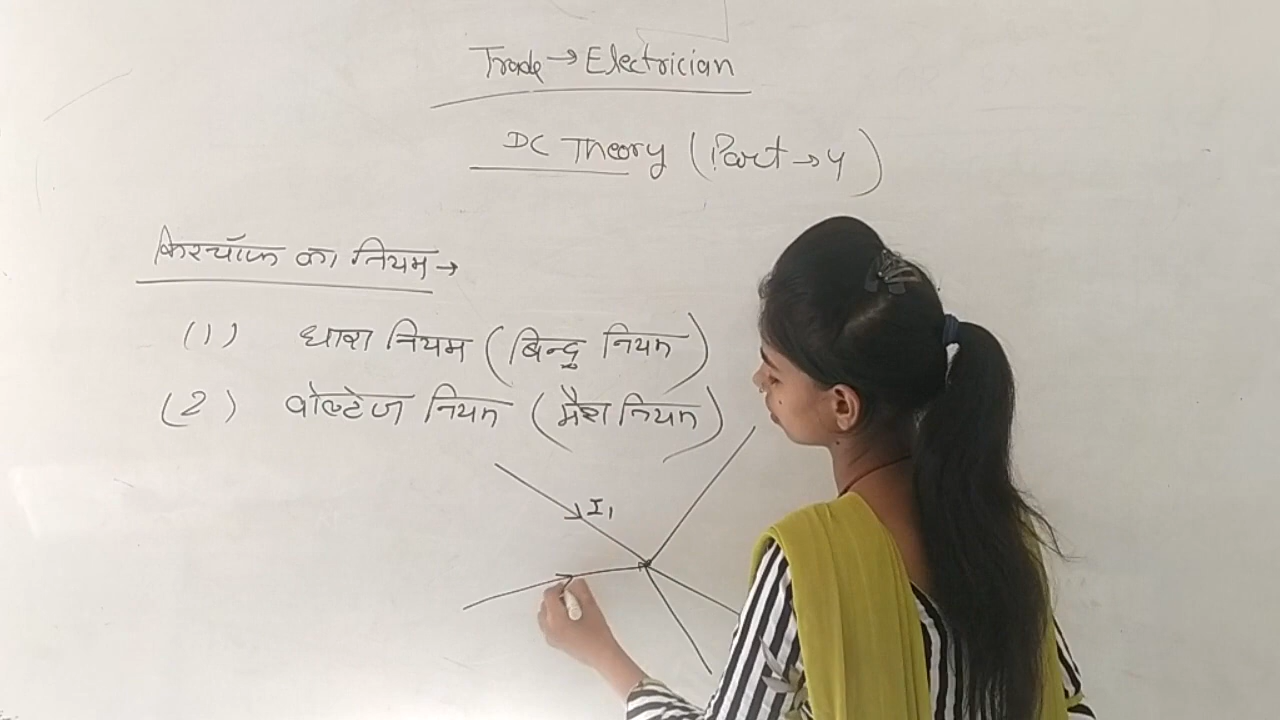 Trade → Electrician
DC Theory (Part → 4)
किरचॉफ का नियम →
(1) धारा नियम (बिन्दु नियम)
(2) वोल्टेज नियम (मैश नियम)
I₁